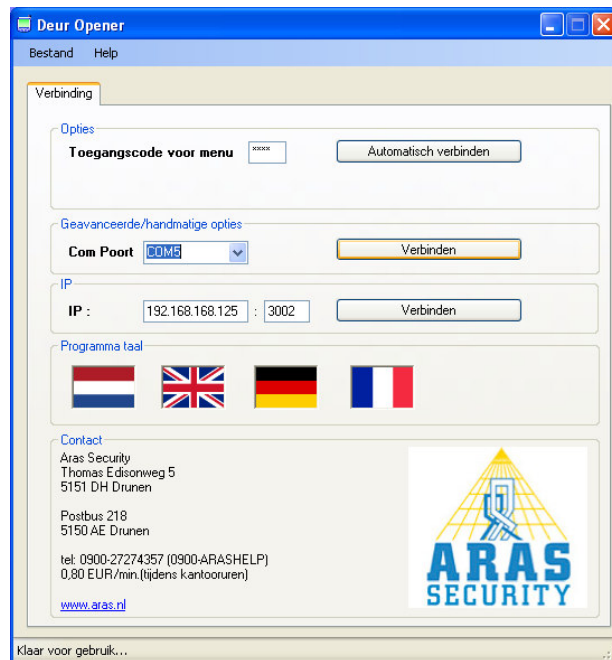 Deur Opener
Bestand Help
Verbinding
Opties
Toegangscode voor menu **** Automatisch verbinden
Geavanceerde/handmatige opties
Com Poort COM5 Verbinden
IP
IP : 192.168.168.125 : 3002 Verbinden
Programma taal
Contact
Aras Security
Thomas Edisonweg 5
5151 DH Drunen
Postbus 218
5150 AE Drunen
tel: 0900-27274357 (0900-ARASHELP)
0,80 EUR/min.(tijdens kantooruren)
www.aras.nl
ARAS
SECURITY
Klaar voor gebruik...